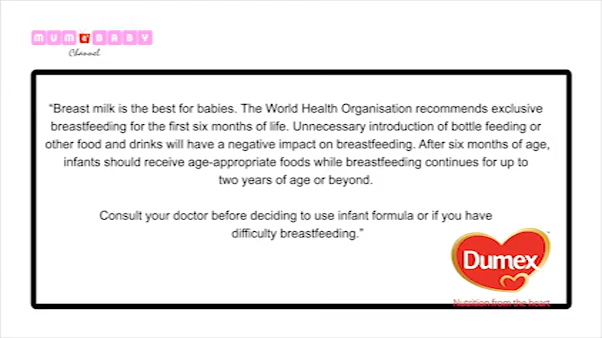 MUM & BABY
Channel
“Breast milk is the best for babies. The World Health Organisation recommends exclusive
breastfeeding for the first six months of life. Unnecessary introduction of bottle feeding or
other food and drinks will have a negative impact on breastfeeding. After six months of age,
infants should receive age-appropriate foods while breastfeeding continues for up to
two years of age or beyond.
Consult your doctor before deciding to use infant formula or if you have
difficulty breastfeeding.”
Dumex
Nutrition from the heart